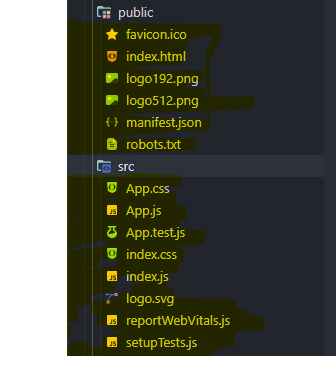 public
favicon.ico
index.html
logo192.png
logo512.png
manifest.json
robots.txt
src
App.css
App.js
App.test.js
index.css
index.js
logo.svg
reportWebVitals.js
setupTests.js